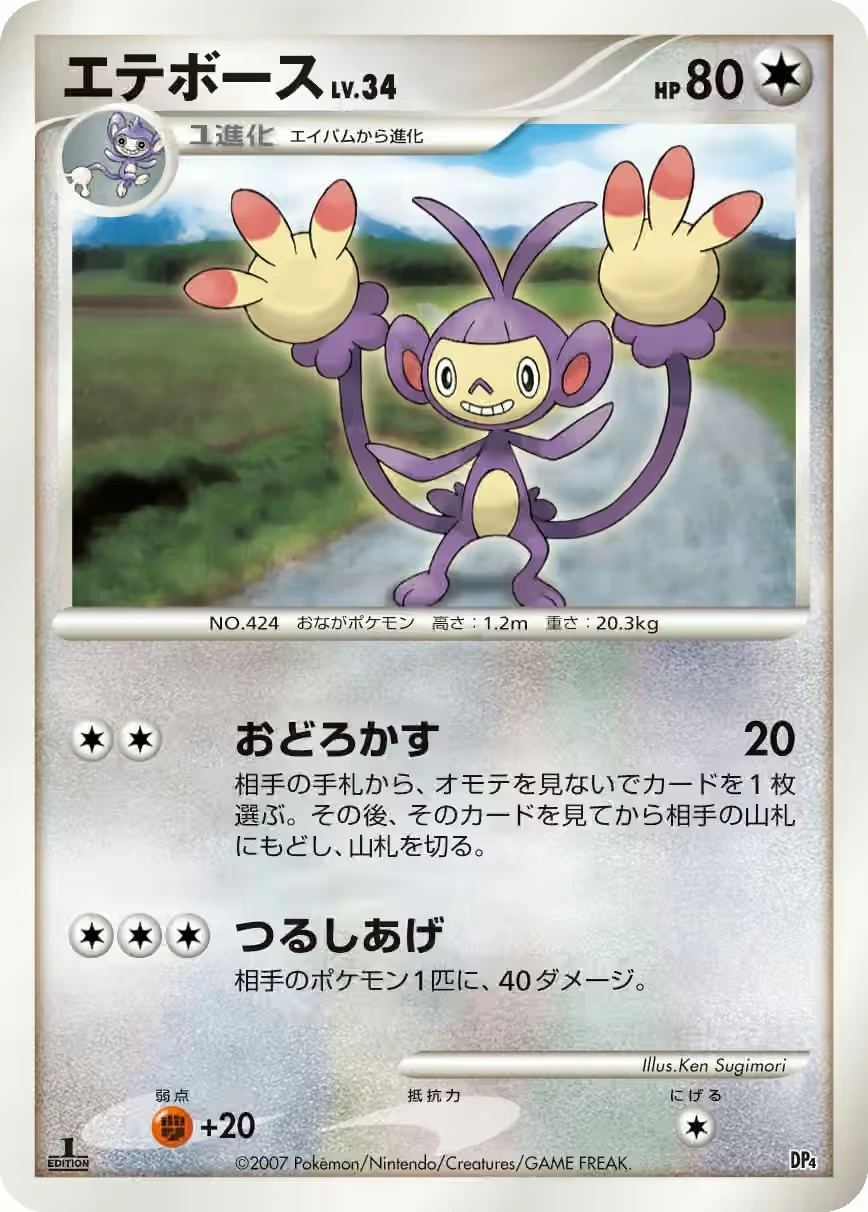 エテボース LV.34 HP 80
1進化 エイパムから進化
NO.424 おながポケモン 高さ：1.2m 重さ：20.3kg
おどろかす 20
相手の手札から、オモテを見ないでカードを1枚
選ぶ。その後、そのカードを見てから相手の山札
にもどし、山札を切る。
つるしあげ
相手のポケモン1匹に、40ダメージ。
Illus.Ken Sugimori
弱点 抵抗力 にげる
+20
1 EDITION
©2007 Pokémon/Nintendo/Creatures/GAME FREAK.
DP4